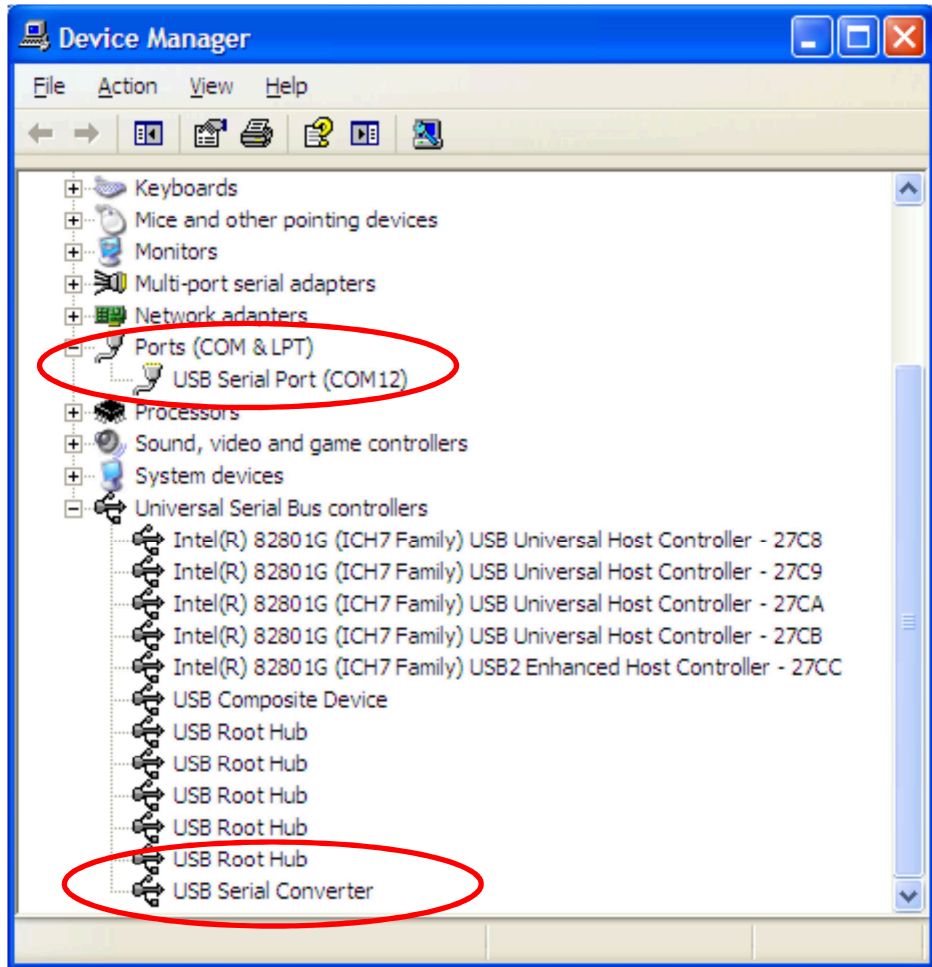 Device Manager
File Action View Help
Keyboards
Mice and other pointing devices
Monitors
Multi-port serial adapters
Network adapters
Ports (COM & LPT)
USB Serial Port (COM12)
Processors
Sound, video and game controllers
System devices
Universal Serial Bus controllers
Intel(R) 82801G (ICH7 Family) USB Universal Host Controller - 27C8
Intel(R) 82801G (ICH7 Family) USB Universal Host Controller - 27C9
Intel(R) 82801G (ICH7 Family) USB Universal Host Controller - 27CA
Intel(R) 82801G (ICH7 Family) USB Universal Host Controller - 27CB
Intel(R) 82801G (ICH7 Family) USB2 Enhanced Host Controller - 27CC
USB Composite Device
USB Root Hub
USB Root Hub
USB Root Hub
USB Root Hub
USB Root Hub
USB Serial Converter